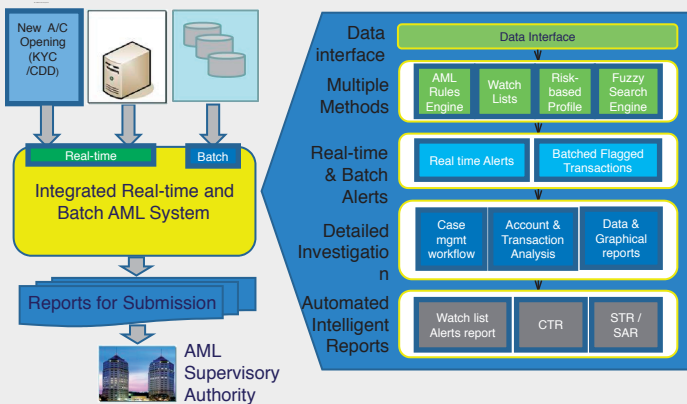 New A/C
Opening
(KYC
/CDD)
Real-time
Batch
Integrated Real-time and
Batch AML System
Reports for Submission
AML
Supervisory
Authority
Data
interface
Data Interface
Multiple
Methods
AML
Rules
Engine
Watch
Lists
Risk-
based
Profile
Fuzzy
Search
Engine
Real-time
& Batch
Alerts
Real time Alerts
Batched Flagged
Transactions
Detailed
Investigatio
n
Case
mgmt
workflow
Account &
Transaction
Analysis
Data &
Graphical
reports
Automated
Intelligent
Reports
Watch list
Alerts report
CTR
STR /
SAR